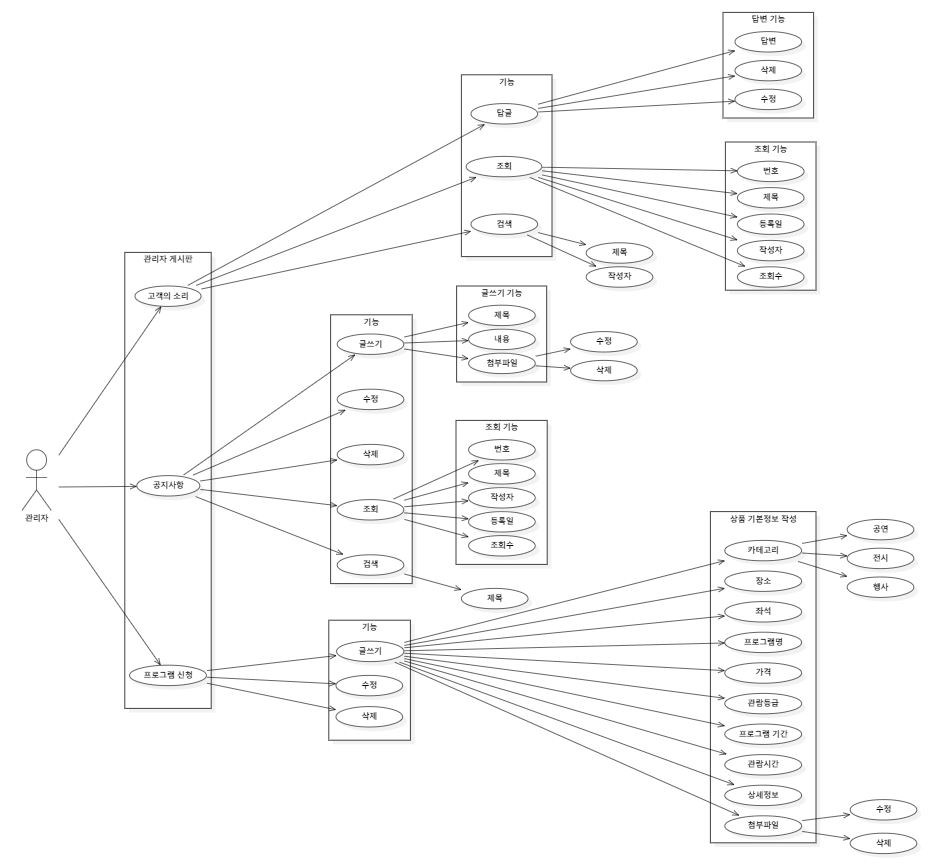 답변 기능
답변
삭제
수정
기능
답글
조회
검색
조회 기능
번호
제목
등록일
작성자
조회수
제목
작성자
관리자 게시판
고객의 소리
공지사항
프로그램 신청
관리자
기능
글쓰기
수정
삭제
조회
검색
글쓰기 기능
제목
내용
첨부파일
수정
삭제
조회 기능
번호
제목
작성자
등록일
조회수
제목
기능
글쓰기
수정
삭제
상품 기본정보 작성
카테고리
장소
좌석
프로그램명
가격
관람등급
프로그램 기간
관람시간
상세정보
첨부파일
공연
전시
행사
수정
삭제